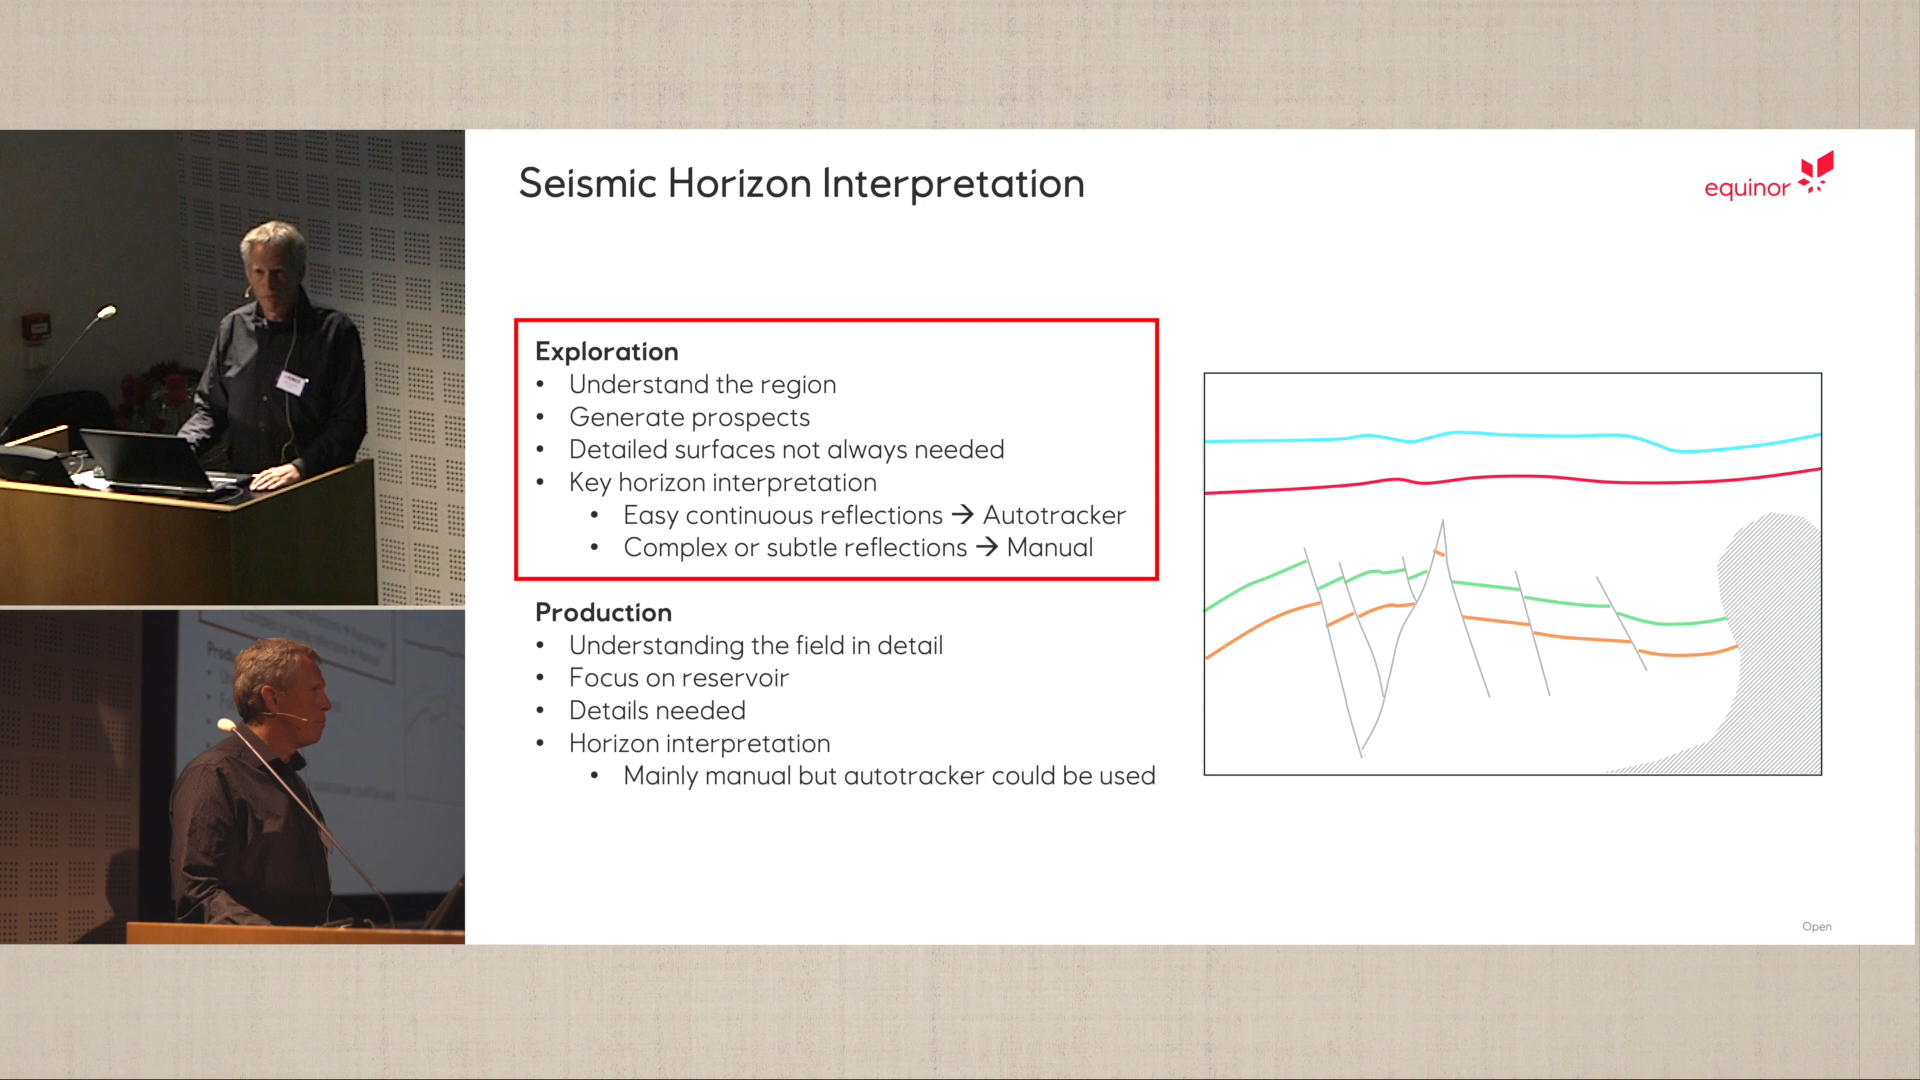 Seismic Horizon Interpretation
equinor
Exploration
• Understand the region
• Generate prospects
• Detailed surfaces not always needed
• Key horizon interpretation
• Easy continuous reflections → Autotracker
• Complex or subtle reflections → Manual
Production
• Understanding the field in detail
• Focus on reservoir
• Details needed
• Horizon interpretation
• Mainly manual but autotracker could be used
Open